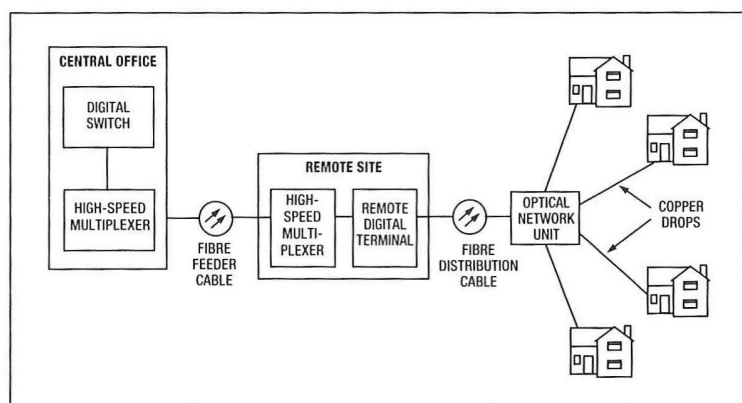 CENTRAL OFFICE
DIGITAL
SWITCH
HIGH-SPEED
MULTIPLEXER
FIBRE
FEEDER
CABLE
REMOTE SITE
HIGH-
SPEED
MULTI-
PLEXER
REMOTE
DIGITAL
TERMINAL
FIBRE
DISTRIBUTION
CABLE
OPTICAL
NETWORK
UNIT
COPPER
DROPS